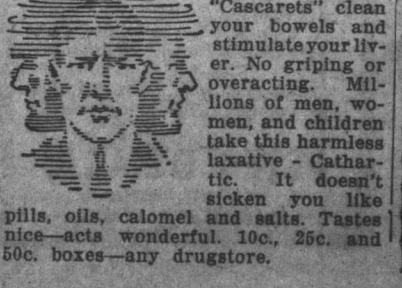 "Cascarets" clean
your bowels and
stimulate your liv-
er. No griping or
overacting. Mil-
lions of men, wo-
men, and children
take this harmless
laxative - Cathar-
tic. It doesn't
sicken you like
pills, oils, calomel and salts. Tastes
nice—acts wonderful. 10c., 25c. and
50c. boxes—any drugstore.